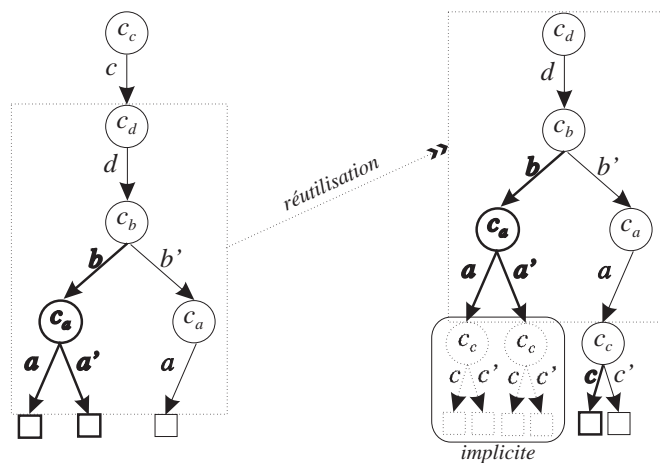 c_c
c
c_d
d
c_b
b b'
c_a c_a
a a' a
réutilisation
c_d
d
c_b
b b'
c_a c_a
a a' a
c_c c_c c_c
c c' c c' c c'
implicite